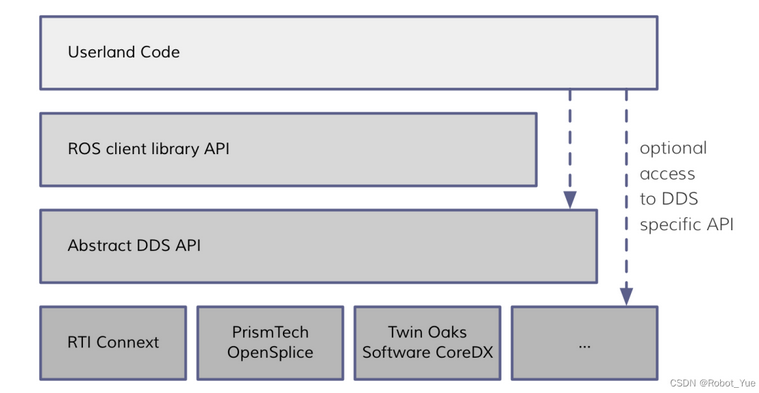 Userland Code
ROS client library API
optional
access
to DDS
specific API
Abstract DDS API
RTI Connext
PrismTech
OpenSplice
Twin Oaks
Software CoreDX
...
CSDN @Robot_Yue